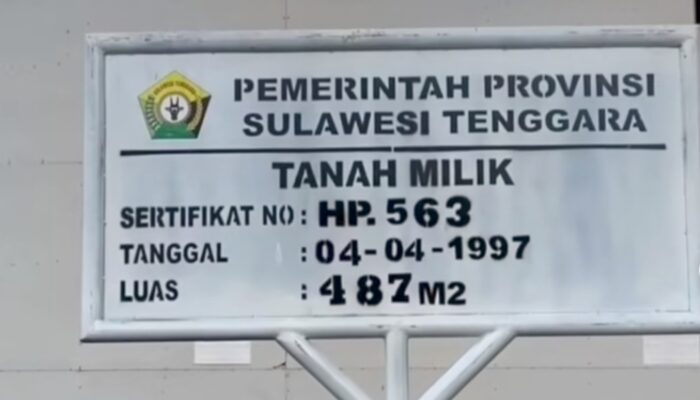 PEMERINTAH PROVINSI
SULAWESI TENGGARA
TANAH MILIK
SERTIFIKAT NO : HP. 563
TANGGAL : 04-04-1997
LUAS : 487 M2